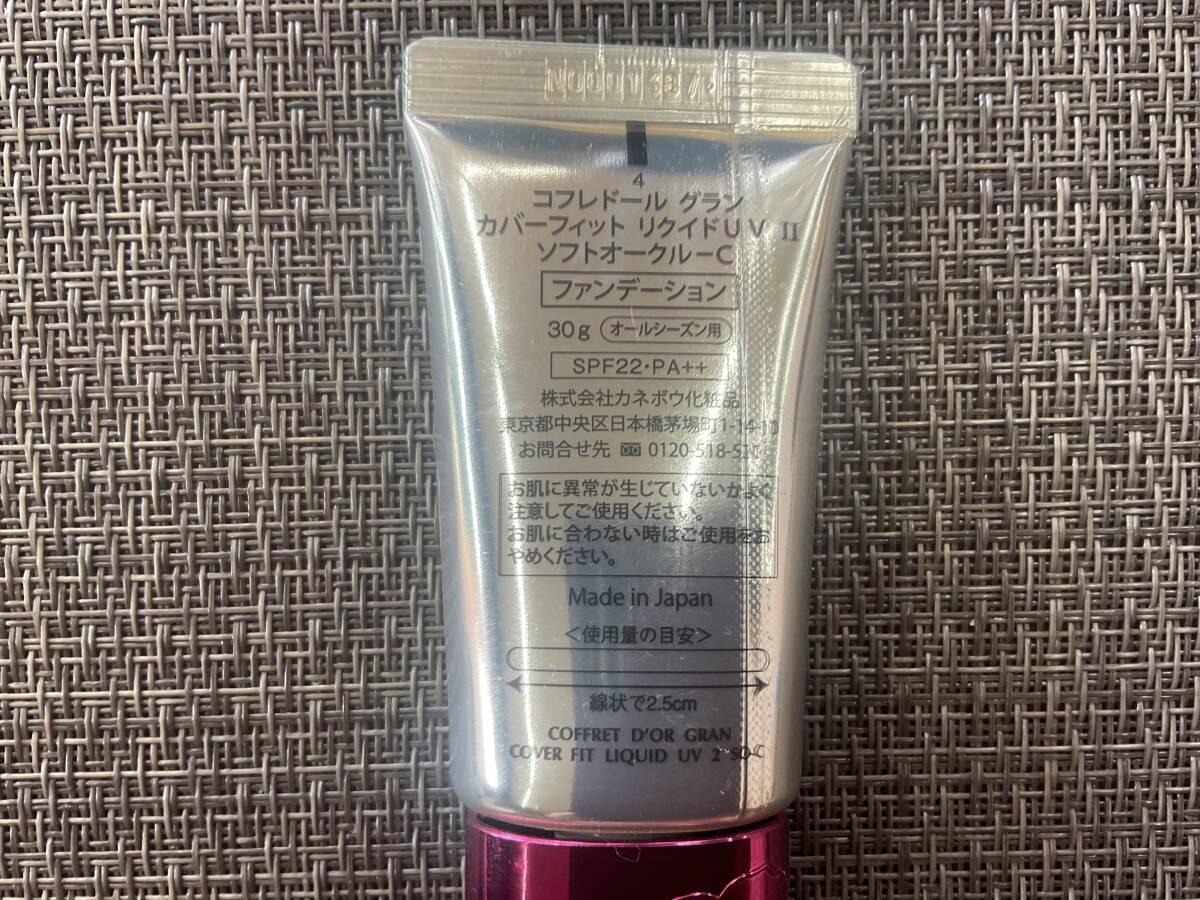 4
コフレドール グラン
カバーフィット リクイドUV II
ソフトオークル-C
ファンデーション
30g オールシーズン用
SPF22・PA++
株式会社カネボウ化粧品
東京都中央区日本橋茅場町1-14-10
お問合せ先 0120-518-520
お肌に異常が生じていないかよく
注意してご使用ください。
お肌に合わない時はご使用をお
やめください。
Made in Japan
<使用量の目安>
線状で2.5cm
COFFRET D'OR GRAN
COVER FIT LIQUID UV 2 SO-C